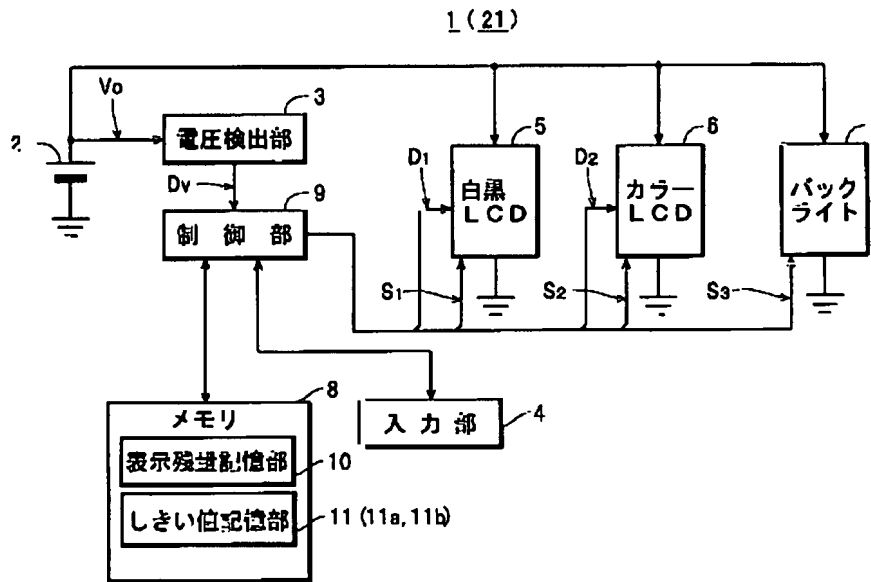 1 (21)
Vo
3
電圧検出部
2
Dv
9
制御部
5
D1
白黒
LCD
6
D2
カラー
LCD
バック
ライト
S1
S2
S3
8
メモリ
表示残量記憶部
10
しきい値記憶部
11 (11a, 11b)
入力部
4